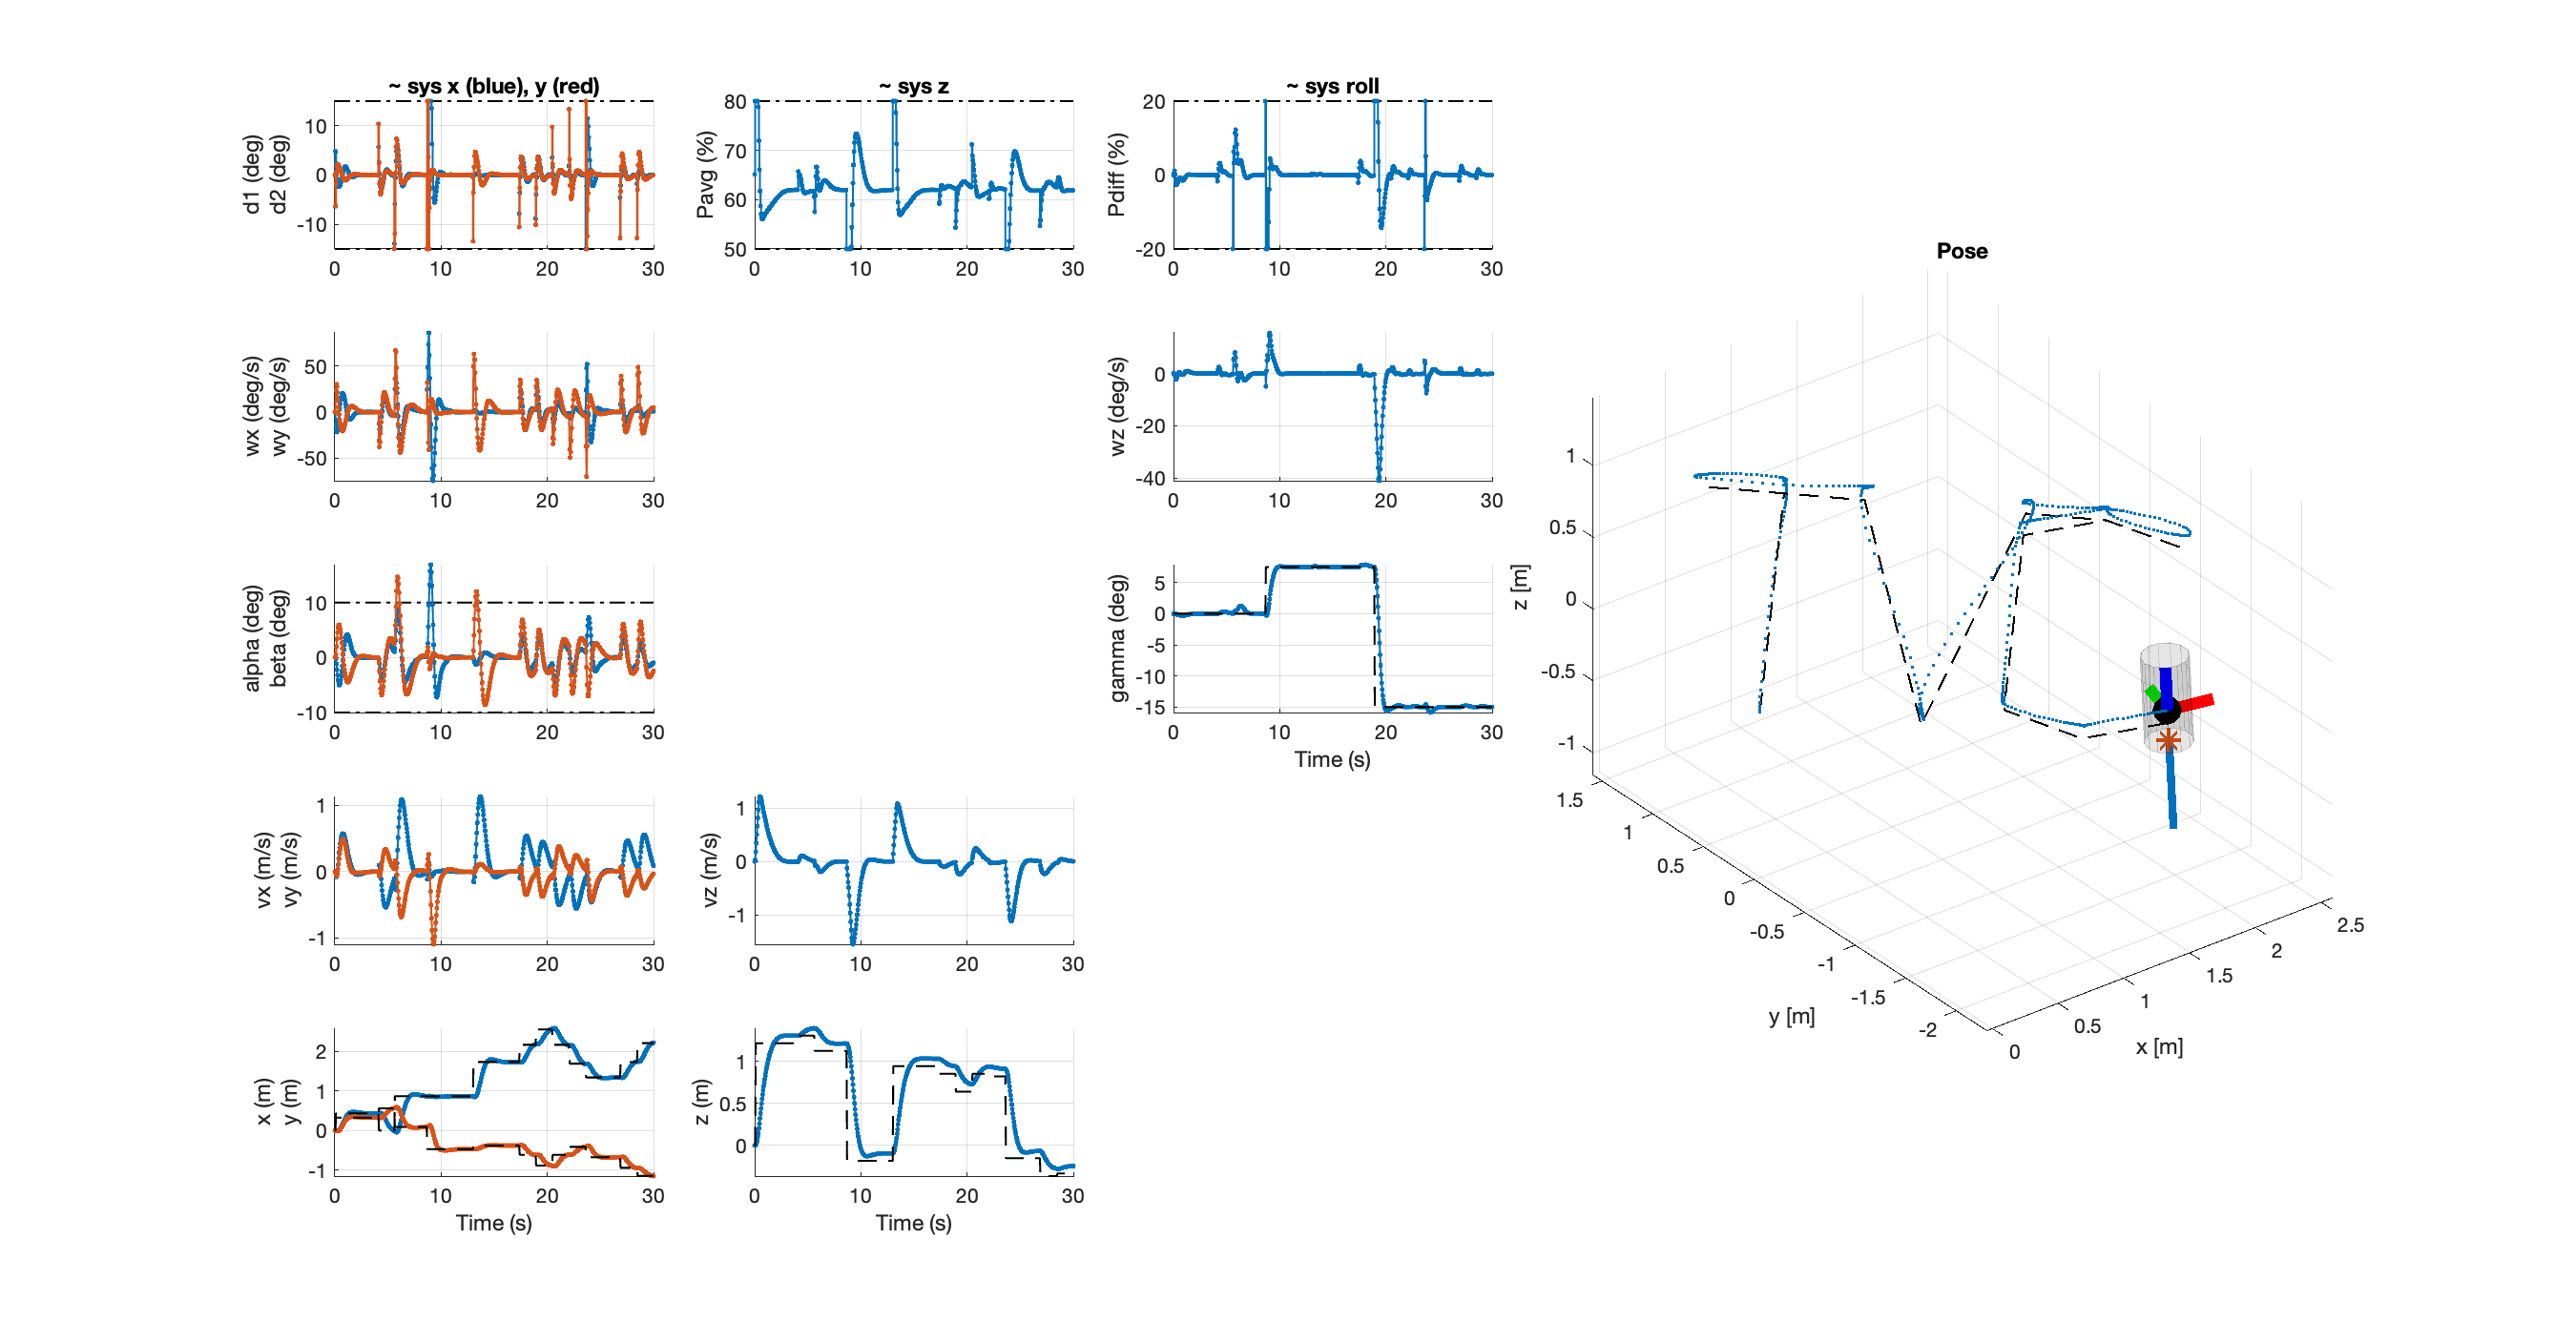 ~ sys x (blue), y (red)
d1 (deg)
d2 (deg)
10
0
-10
0 10 20 30
~ sys z
Pavg (%)
80
70
60
50
0 10 20 30
~ sys roll
Pdiff (%)
20
0
-20
0 10 20 30
wx (deg/s)
wy (deg/s)
50
0
-50
0 10 20 30
wz (deg/s)
0
-20
-40
0 10 20 30
alpha (deg)
beta (deg)
10
0
-10
0 10 20 30
gamma (deg)
5
0
-5
-10
-15
0 10 20 30
Time (s)
vx (m/s)
vy (m/s)
1
0
-1
0 10 20 30
vz (m/s)
1
0
-1
0 10 20 30
x (m)
y (m)
2
1
0
-1
0 10 20 30
Time (s)
z (m)
1
0.5
0
0 10 20 30
Time (s)
Pose
z [m]
1
0.5
0
-0.5
-1
1.5
1
0.5
0
-0.5
-1
-1.5
-2
y [m]
0
0.5
1
1.5
2
2.5
x [m]